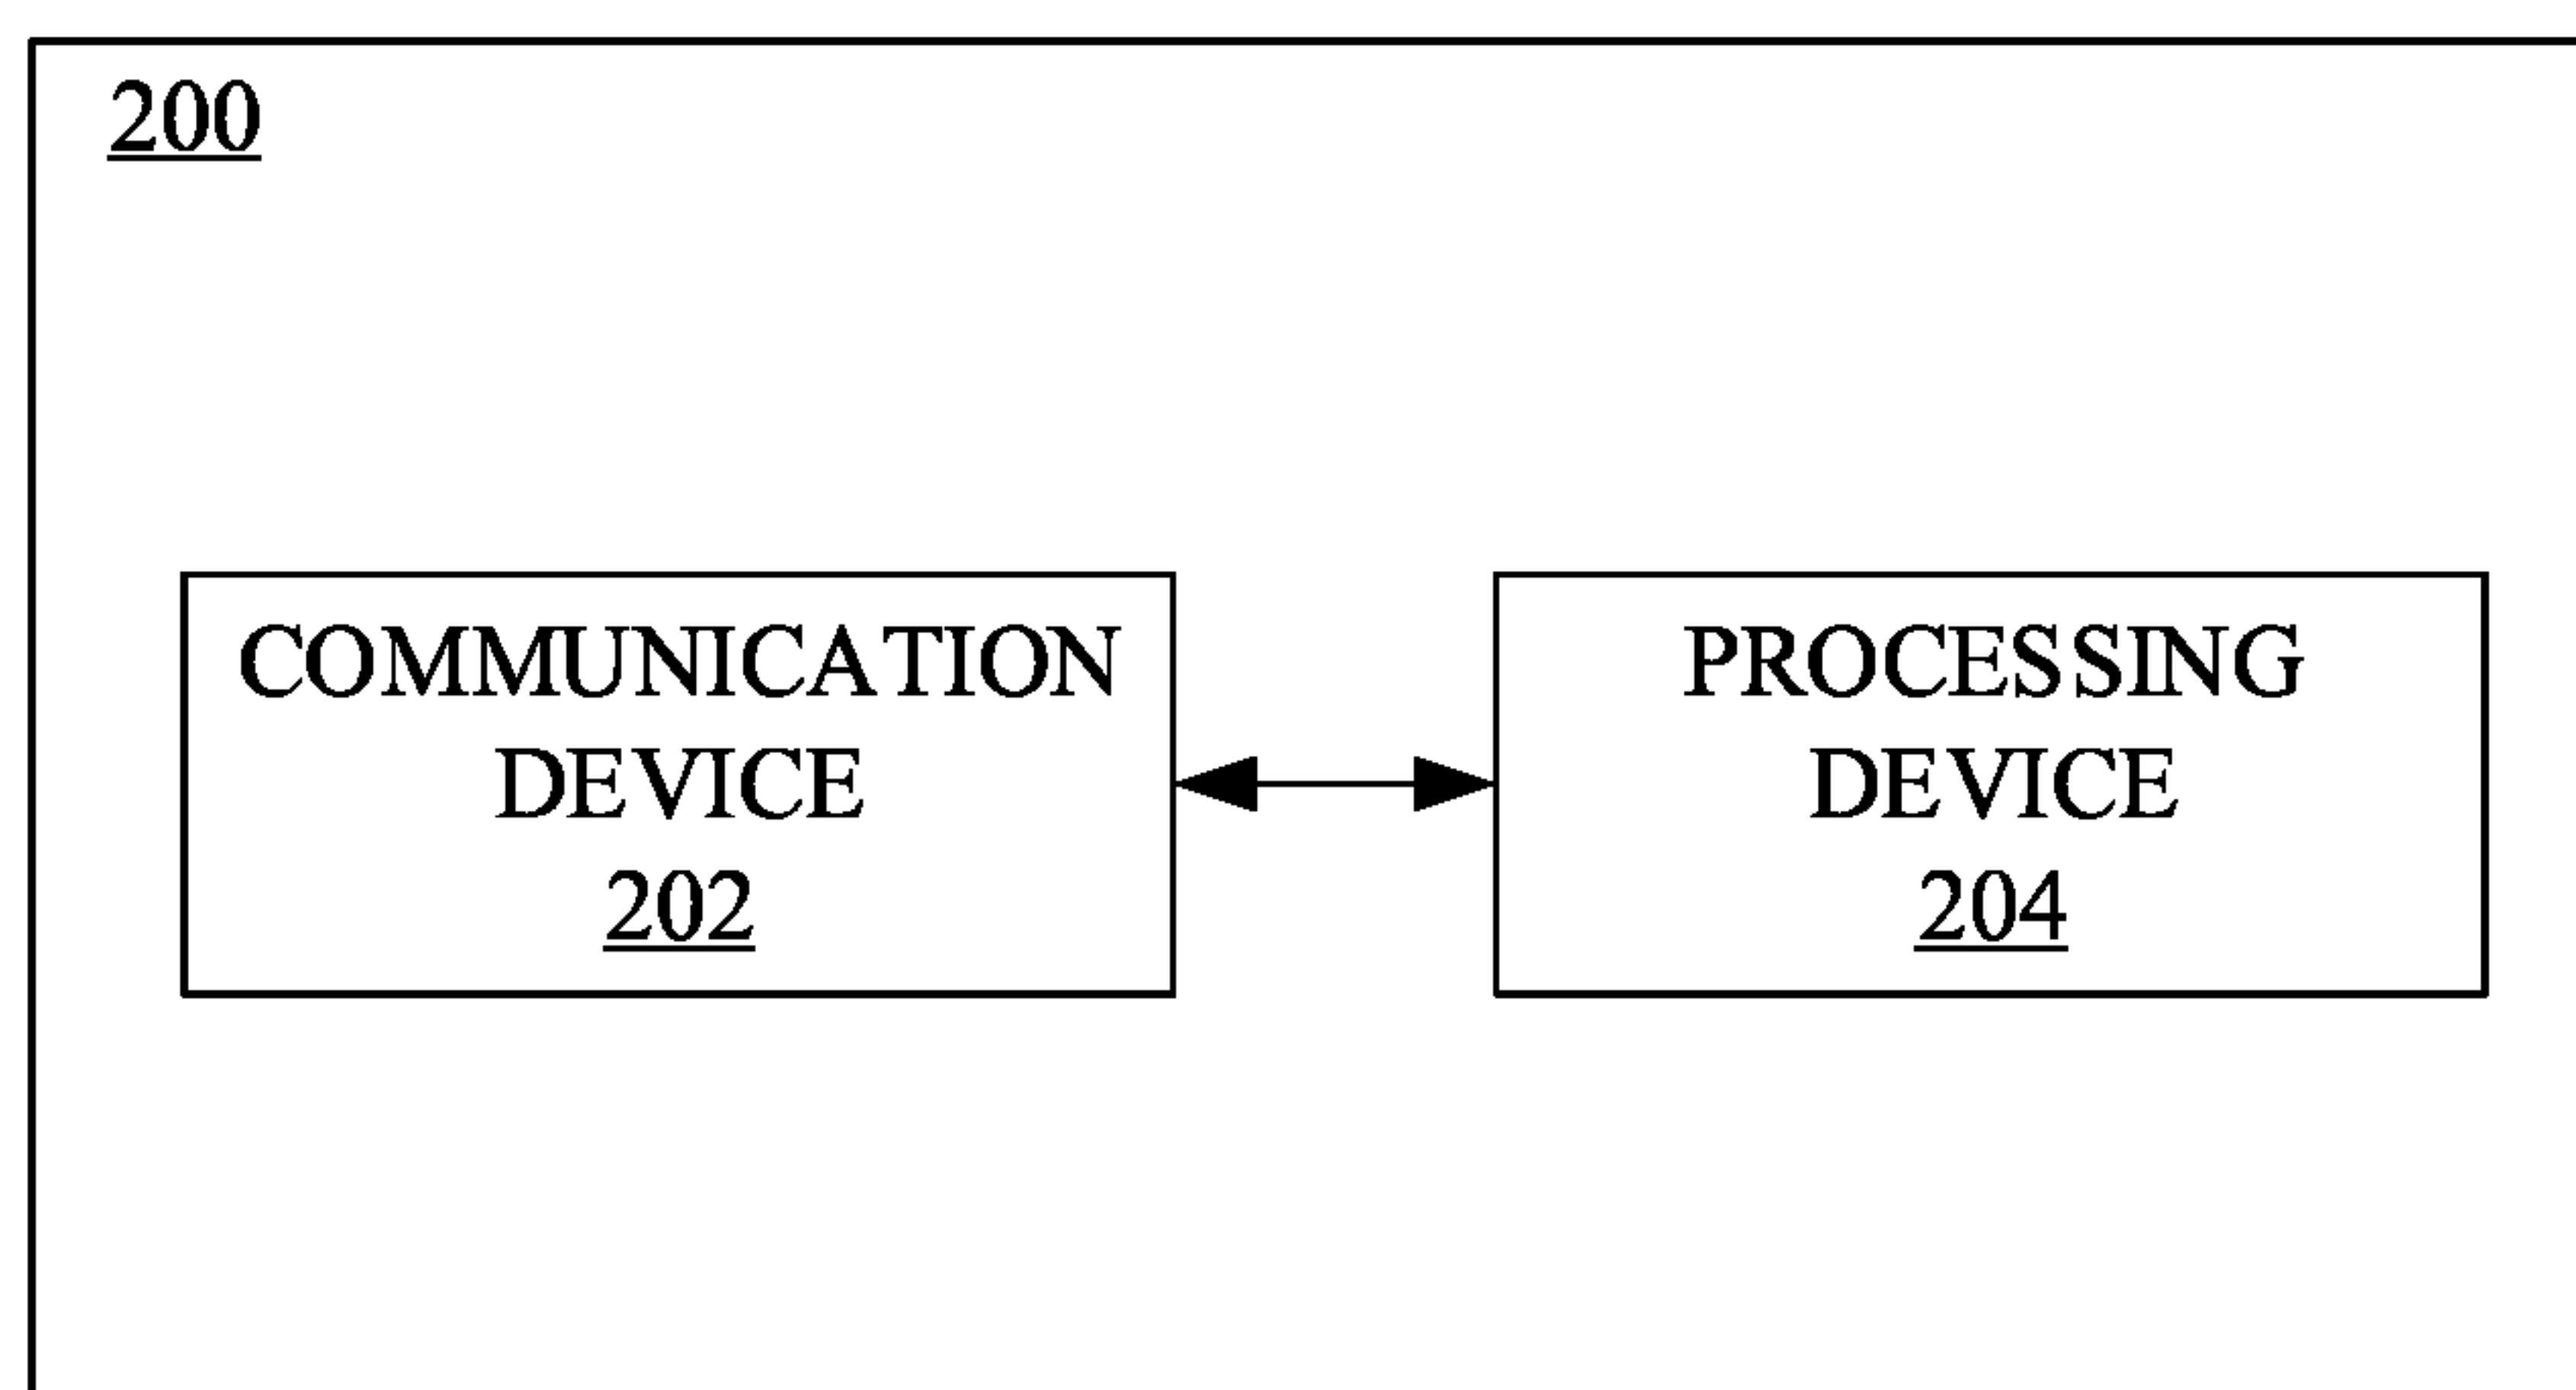 200
COMMUNICATION
DEVICE
202
PROCESSING
DEVICE
204